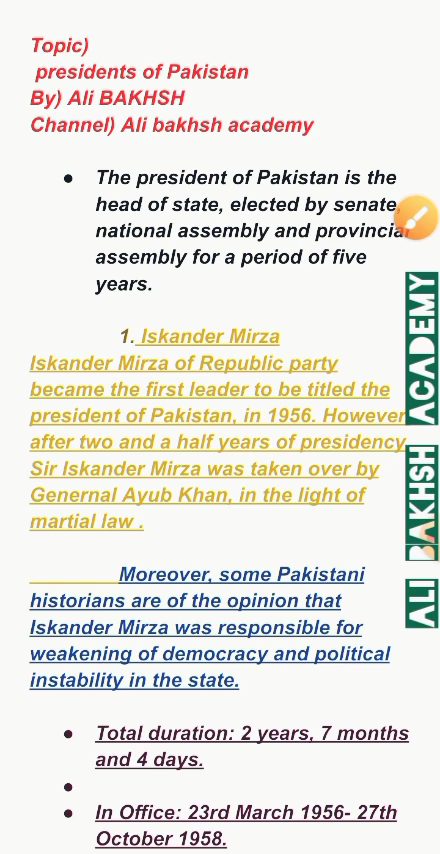 Topic)
presidents of Pakistan
By) Ali BAKHSH
Channel) Ali bakhsh academy
● The president of Pakistan is the
head of state, elected by senate,
national assembly and provincial
assembly for a period of five
years.
1. Iskander Mirza
Iskander Mirza of Republic party
became the first leader to be titled the
president of Pakistan, in 1956. However
after two and a half years of presidency
Sir Iskander Mirza was taken over by
Genernal Ayub Khan, in the light of
martial law .
Moreover, some Pakistani
historians are of the opinion that
Iskander Mirza was responsible for
weakening of democracy and political
instability in the state.
● Total duration: 2 years, 7 months
and 4 days.
●
● In Office: 23rd March 1956- 27th
October 1958.
ALI BAKHSH ACADEMY